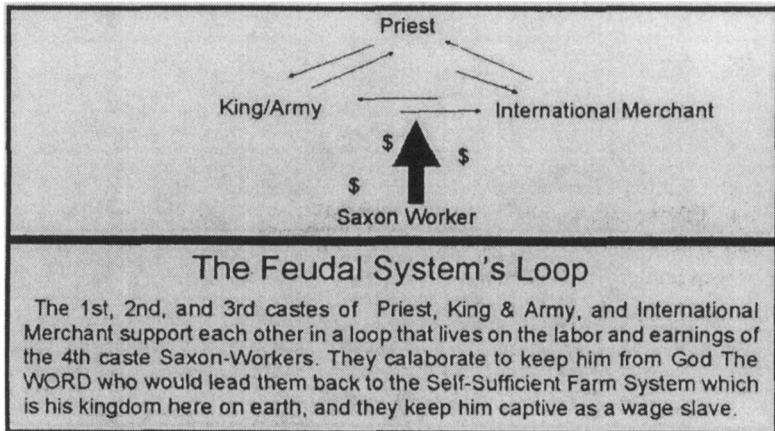 Priest
King/Army International Merchant
$ $
$
Saxon Worker
The Feudal System's Loop
The 1st, 2nd, and 3rd castes of Priest, King & Army, and International
Merchant support each other in a loop that lives on the labor and earnings of
the 4th caste Saxon-Workers. They calaborate to keep him from God The
WORD who would lead them back to the Self-Sufficient Farm System which
is his kingdom here on earth, and they keep him captive as a wage slave.